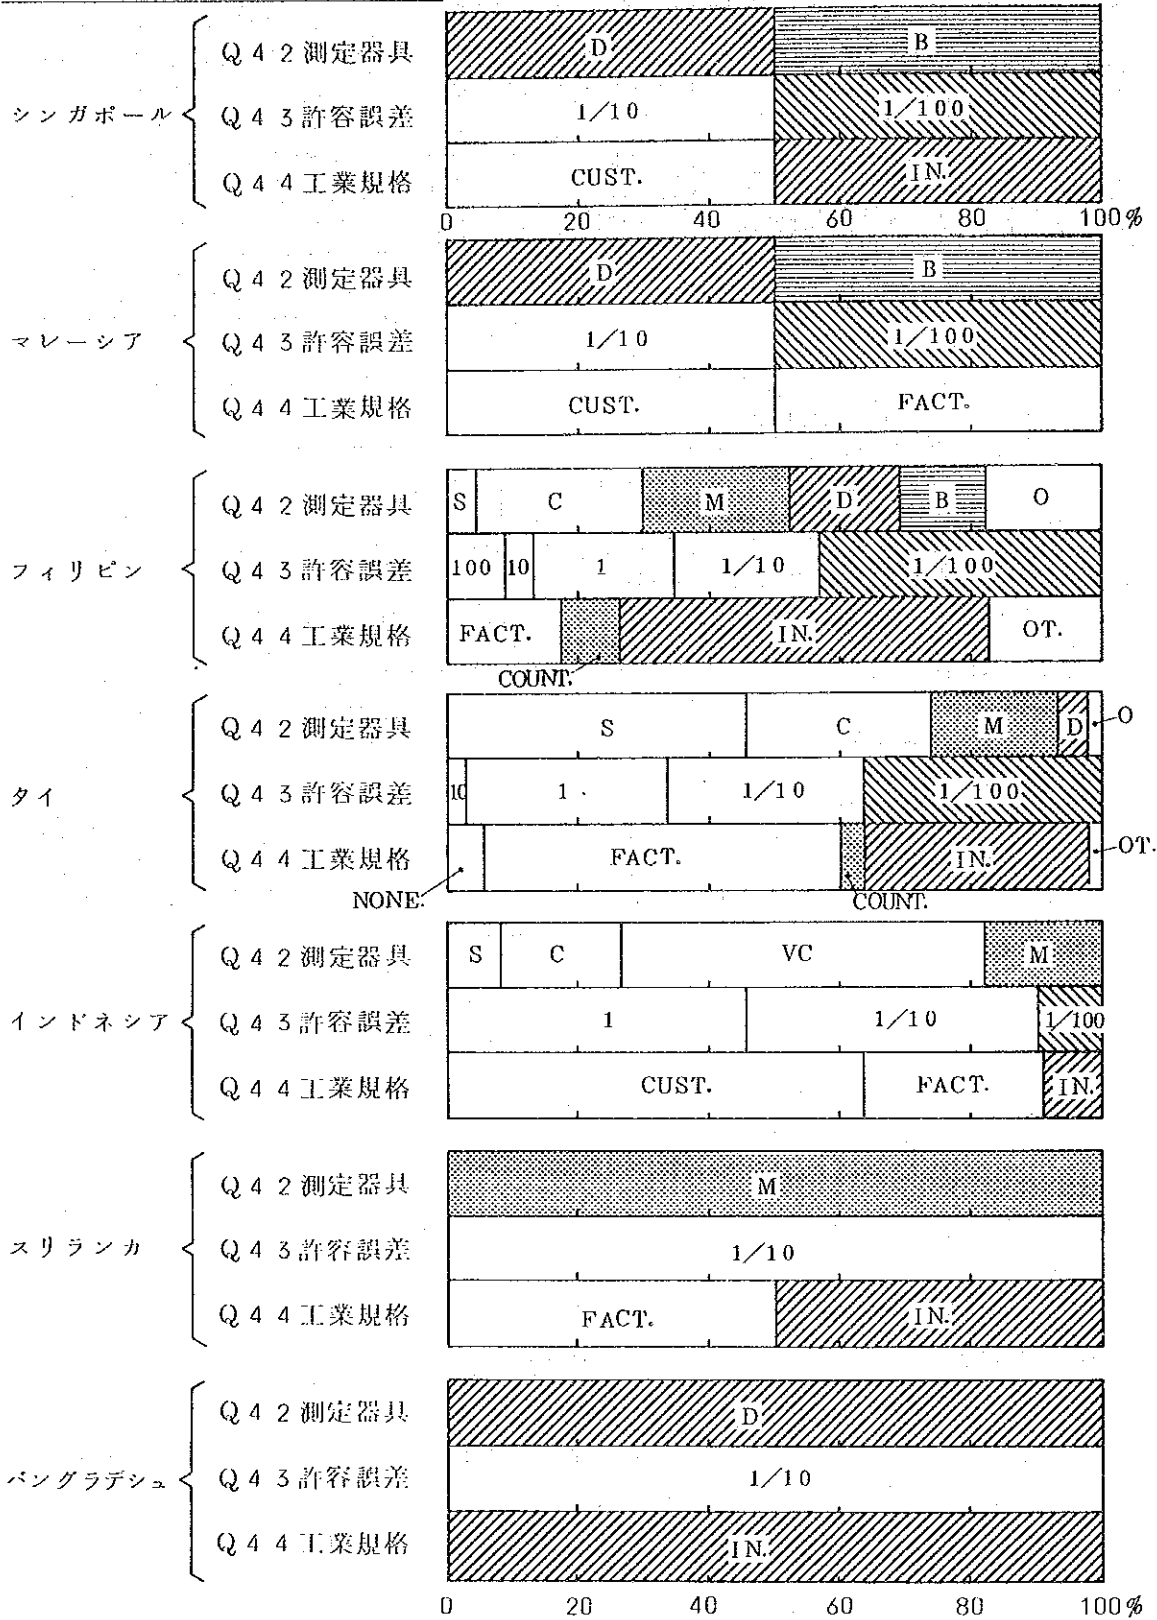 Q42測定器具 D B
シンガポール Q43許容誤差 1/10 1/100
Q44工業規格 CUST. IN.
0 20 40 60 80 100%
Q42測定器具 D B
マレーシア Q43許容誤差 1/10 1/100
Q44工業規格 CUST. FACT.
Q42測定器具 S C M D B O
フィリピン Q43許容誤差 100 10 1 1/10 1/100
Q44工業規格 FACT. IN. OT.
COUNT.
Q42測定器具 S C M D O
タイ Q43許容誤差 10 1 1/10 1/100
Q44工業規格 FACT. IN. OT.
NONE. COUNT.
Q42測定器具 S C VC M
インドネシア Q43許容誤差 1 1/10 1/100
Q44工業規格 CUST. FACT. IN.
Q42測定器具 M
スリランカ Q43許容誤差 1/10
Q44工業規格 FACT. IN.
Q42測定器具 D
バングラデシュ Q43許容誤差 1/10
Q44工業規格 IN.
0 20 40 60 80 100%